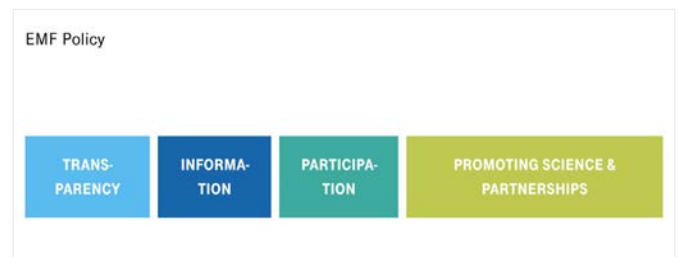 EMF Policy
TRANS-
PARENCY
INFORMA-
TION
PARTICIPA-
TION
PROMOTING SCIENCE &
PARTNERSHIPS